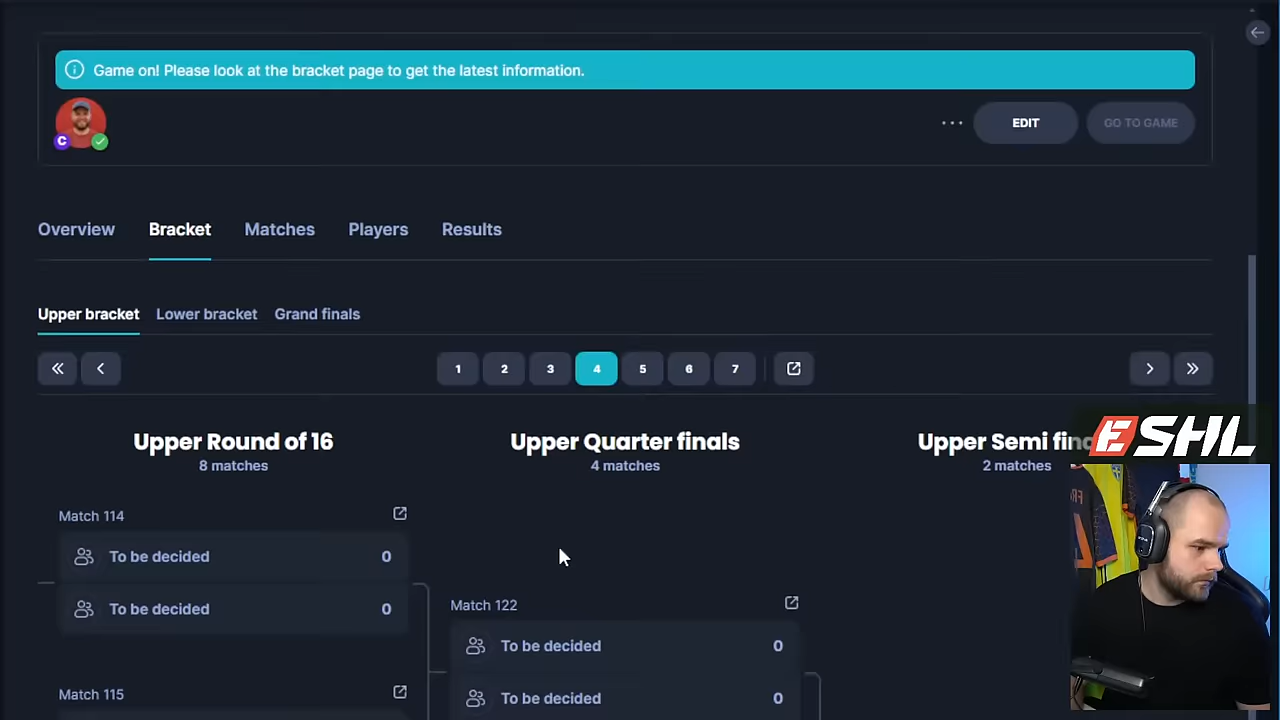 Game on! Please look at the bracket page to get the latest information.
C
EDIT
GO TO GAME
Overview
Bracket
Matches
Players
Results
Upper bracket
Lower bracket
Grand finals
1
2
3
4
5
6
7
Upper Round of 16
8 matches
Upper Quarter finals
4 matches
Upper Semi fin
2 matches
ESHL
Match 114
To be decided 0
To be decided 0
Match 122
To be decided 0
To be decided 0
Match 115